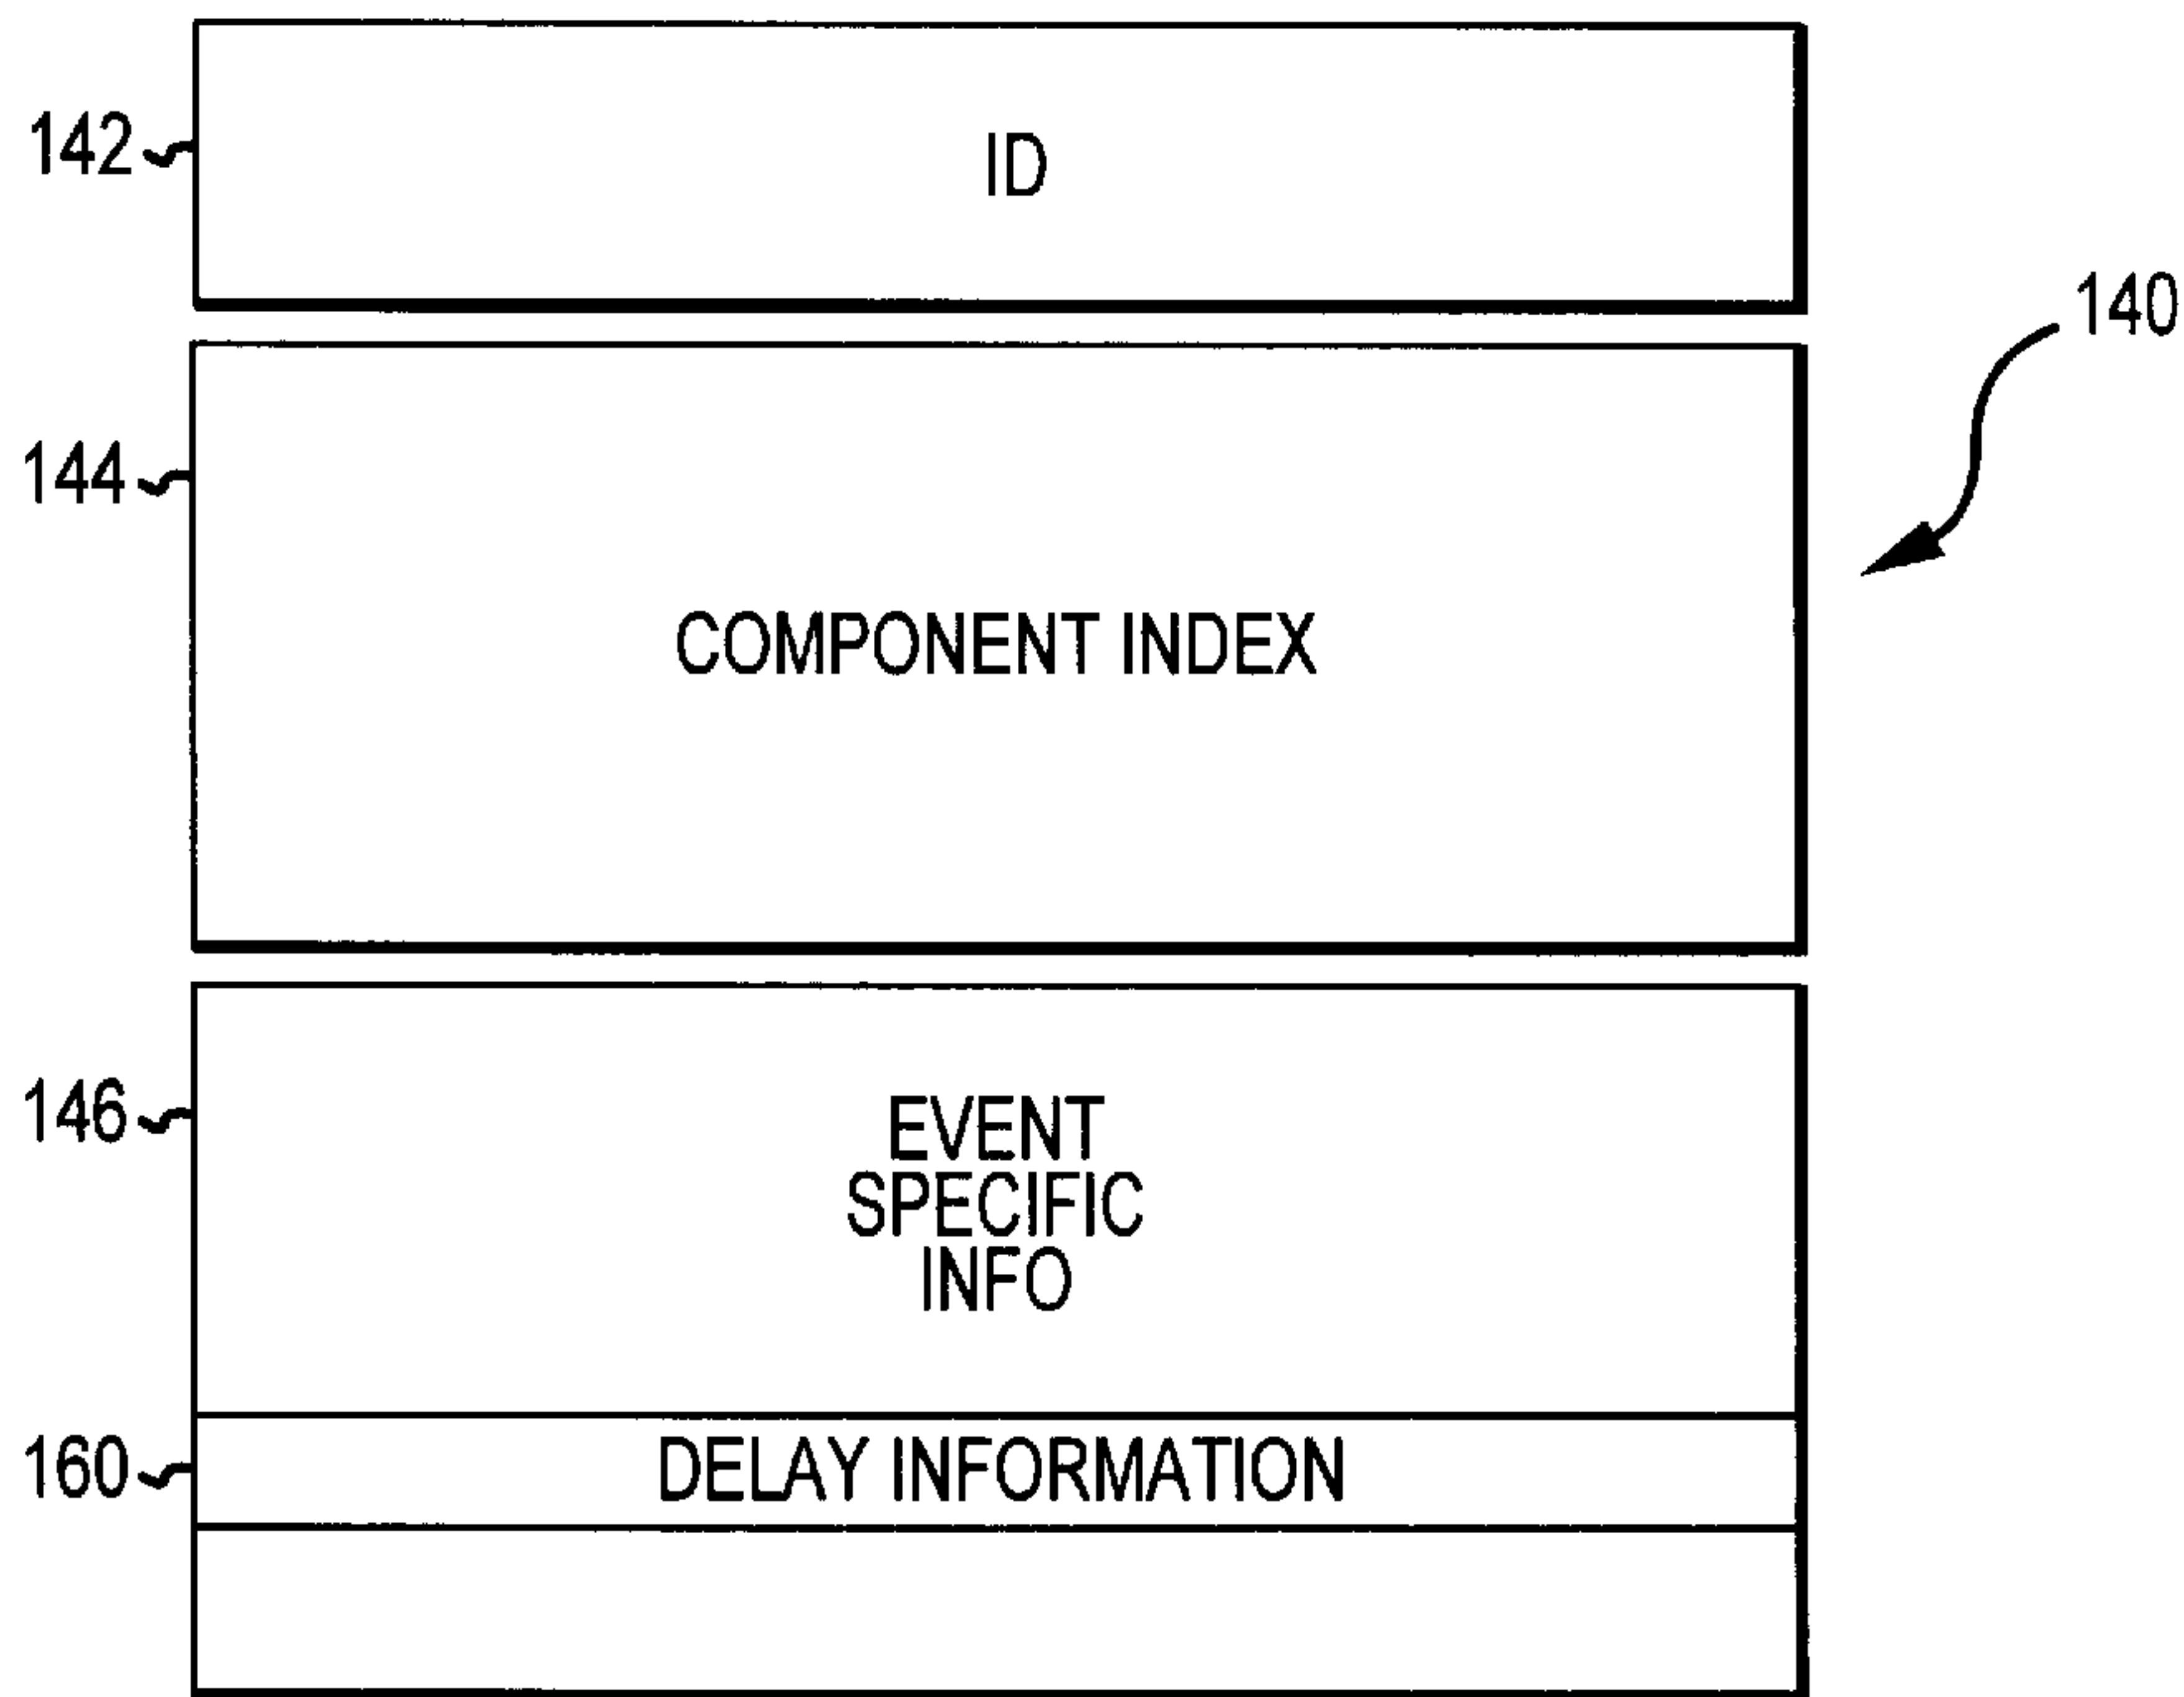 142
ID
140
144
COMPONENT INDEX
146
EVENT
SPECIFIC
INFO
160
DELAY INFORMATION